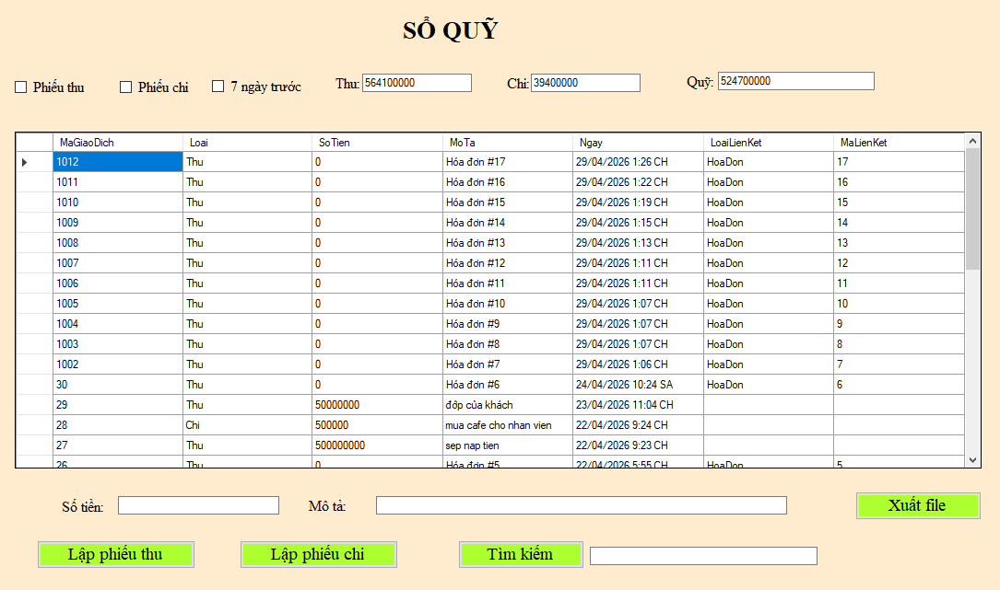 SỔ QUỸ
Phiếu thu Phiếu chi 7 ngày trước Thu: 564100000 Chi: 39400000 Quỹ: 524700000
MaGiaoDich Loai SoTien MoTa Ngay LoaiLienKet MaLienKet
1012 Thu 0 Hóa đơn #17 29/04/2026 1:26 CH HoaDon 17
1011 Thu 0 Hóa đơn #16 29/04/2026 1:22 CH HoaDon 16
1010 Thu 0 Hóa đơn #15 29/04/2026 1:19 CH HoaDon 15
1009 Thu 0 Hóa đơn #14 29/04/2026 1:15 CH HoaDon 14
1008 Thu 0 Hóa đơn #13 29/04/2026 1:13 CH HoaDon 13
1007 Thu 0 Hóa đơn #12 29/04/2026 1:11 CH HoaDon 12
1006 Thu 0 Hóa đơn #11 29/04/2026 1:11 CH HoaDon 11
1005 Thu 0 Hóa đơn #10 29/04/2026 1:07 CH HoaDon 10
1004 Thu 0 Hóa đơn #9 29/04/2026 1:07 CH HoaDon 9
1003 Thu 0 Hóa đơn #8 29/04/2026 1:07 CH HoaDon 8
1002 Thu 0 Hóa đơn #7 29/04/2026 1:06 CH HoaDon 7
30 Thu 0 Hóa đơn #6 24/04/2026 10:24 SA HoaDon 6
29 Thu 50000000 đôp của khách 23/04/2026 11:04 CH
28 Chi 500000 mua cafe cho nhan vien 22/04/2026 9:24 CH
27 Thu 500000000 sep nap tien 22/04/2026 9:23 CH
26 Thu 0 Hóa đơn #5 22/04/2026 5:55 CH HoaDon 5
Số tiền: Mô tả: Xuất file
Lập phiếu thu Lập phiếu chi Tìm kiếm